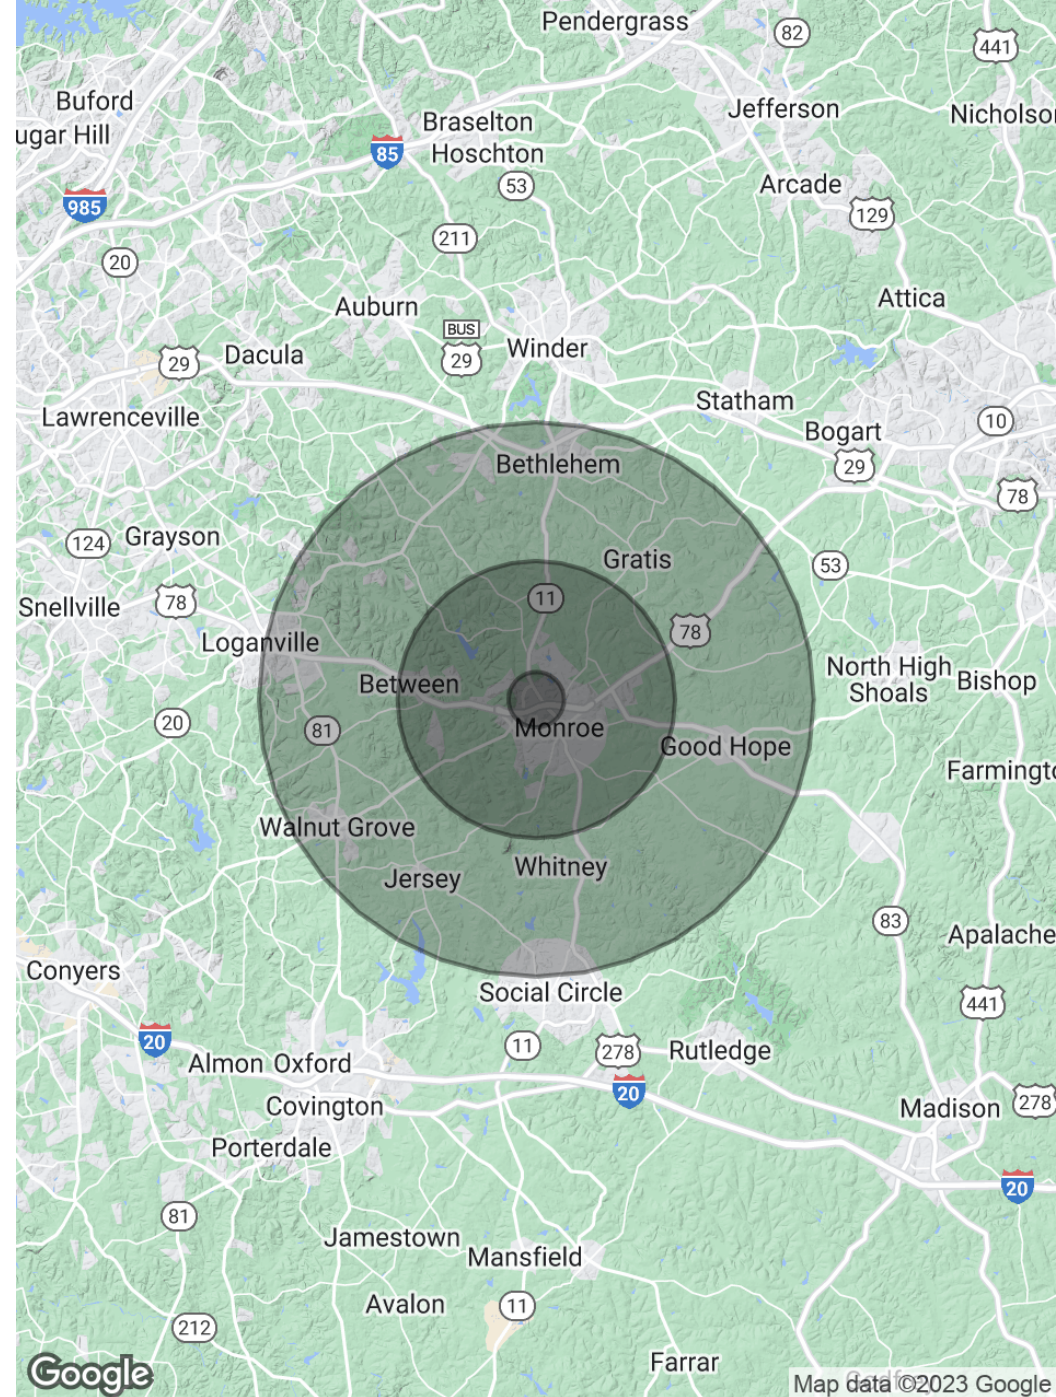 Pendergrass
82
441
Buford
Jefferson
Nicholso
Braselton
ugar Hill
Hoschton
85
53
Arcade
985
129
211
20
Attica
Auburn
BUS
29
Winder
Dacula
29
Statham
Lawrenceville
10
Bogart
Bethlehem
29
78
Grayson
124
Gratis
53
78
11
Snellville
78
Loganville
North High
Shoals
Bishop
Between
20
81
Monroe
Good Hope
Farmingto
Walnut Grove
Whitney
Jersey
83
Apalache
Conyers
Social Circle
441
20
11
278
Rutledge
Almon
Oxford
20
Covington
Madison
278
Porterdale
20
81
Jamestown
Mansfield
Avalon
11
212
Farrar
Google
Map data ©2023 Google